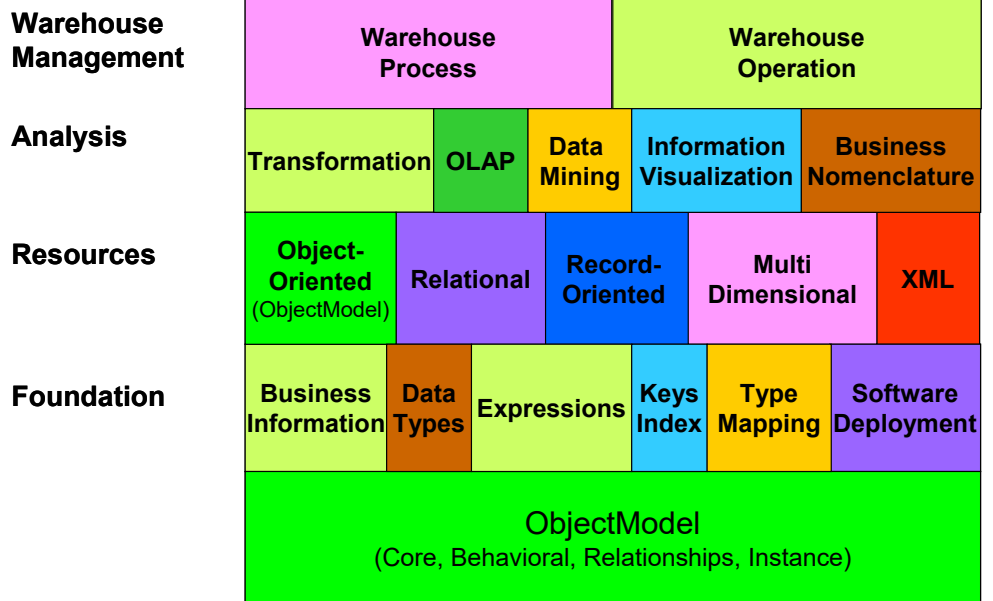 Warehouse
Management
Warehouse
Process
Warehouse
Operation
Analysis
Transformation
OLAP
Data
Mining
Information
Visualization
Business
Nomenclature
Resources
Object-
Oriented
(ObjectModel)
Relational
Record-
Oriented
Multi
Dimensional
XML
Foundation
Business
Information
Data
Types
Expressions
Keys
Index
Type
Mapping
Software
Deployment
ObjectModel
(Core, Behavioral, Relationships, Instance)